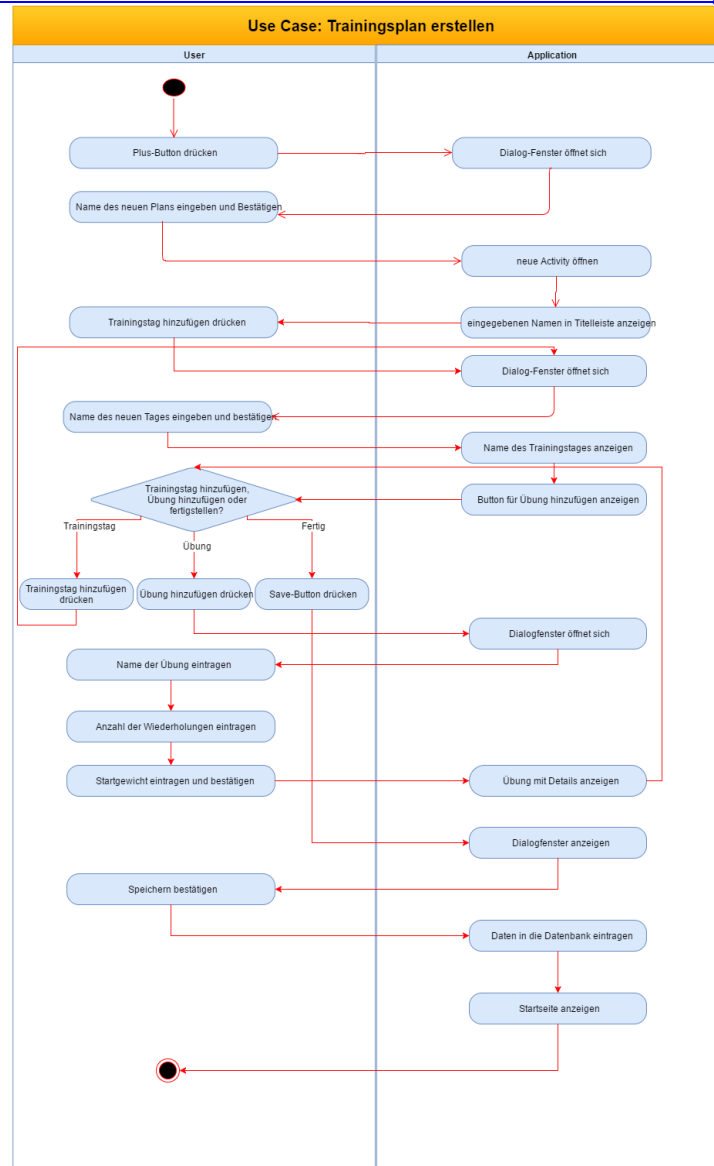 Use Case: Trainingsplan erstellen
User
Application
Plus-Button drücken
Dialog-Fenster öffnet sich
Name des neuen Plans eingeben und Bestätigen
neue Activity öffnen
Trainingstag hinzufügen drücken
eingegebenen Namen in Titelleiste anzeigen
Dialog-Fenster öffnet sich
Name des neuen Tages eingeben und bestätigen
Name des Trainingstages anzeigen
Trainingstag hinzufügen,
Übung hinzufügen oder
fertigstellen?
Button für Übung hinzufügen anzeigen
Trainingstag
Übung
Fertig
Trainingstag hinzufügen
drücken
Übung hinzufügen drücken
Save-Button drücken
Dialogfenster öffnet sich
Name der Übung eintragen
Anzahl der Wiederholungen eintragen
Startgewicht eintragen und bestätigen
Übung mit Details anzeigen
Dialogfenster anzeigen
Speichern bestätigen
Daten in die Datenbank eintragen
Startseite anzeigen